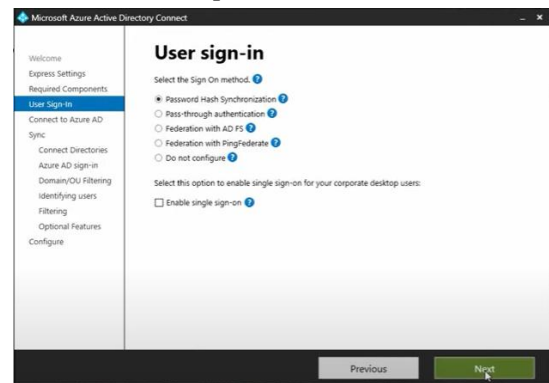 Microsoft Azure Active Directory Connect
Welcome
Express Settings
Required Components
User Sign-In
Connect to Azure AD
Sync
Connect Directories
Azure AD sign-in
Domain/OU Filtering
Identifying users
Filtering
Optional Features
Configure
User sign-in
Select the Sign On method. ?
Password Hash Synchronization ?
Pass-through authentication ?
Federation with AD FS ?
Federation with PingFederate ?
Do not configure ?
Select this option to enable single sign-on for your corporate desktop users:
Enable single sign-on ?
Previous
Next